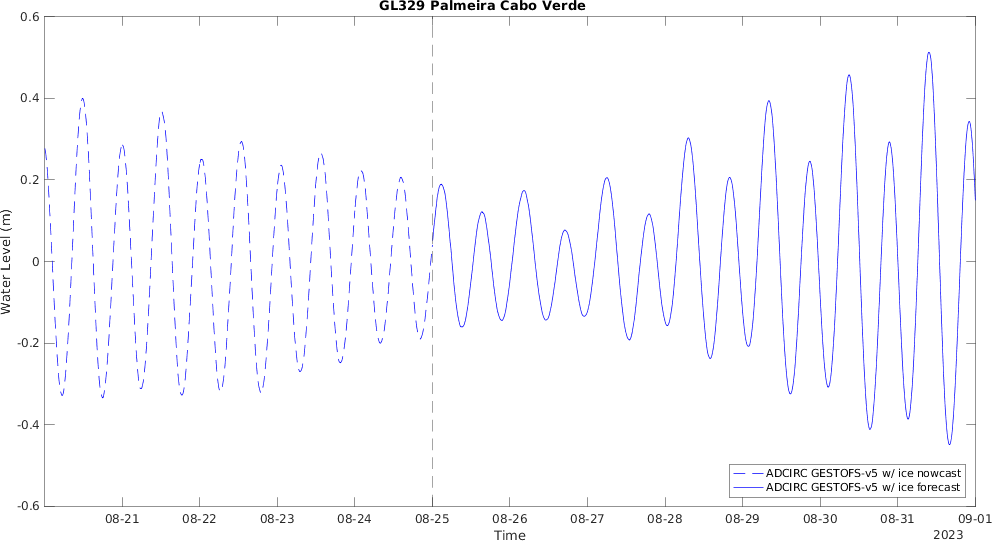 GL329 Palmeira Cabo Verde
0.6
0.4
0.2
0
-0.2
-0.4
-0.6
Water Level (m)
ADCIRC GESTOFS-v5 w/ ice nowcast
ADCIRC GESTOFS-v5 w/ ice forecast
08-21 08-22 08-23 08-24 08-25 08-26 08-27 08-28 08-29 08-30 08-31 09-01
Time
2023